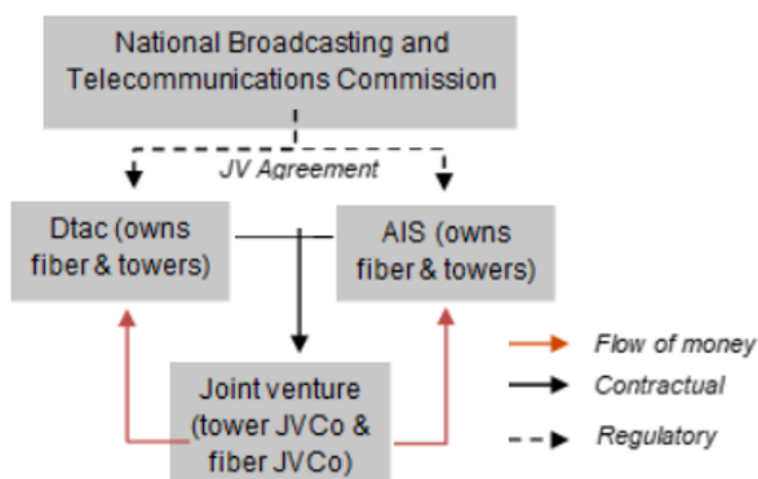 National Broadcasting and
Telecommunications Commission
JV Agreement
Dtac (owns
fiber & towers)
AIS (owns
fiber & towers)
Joint venture
(tower JVCo &
fiber JVCo)
Flow of money
Contractual
Regulatory